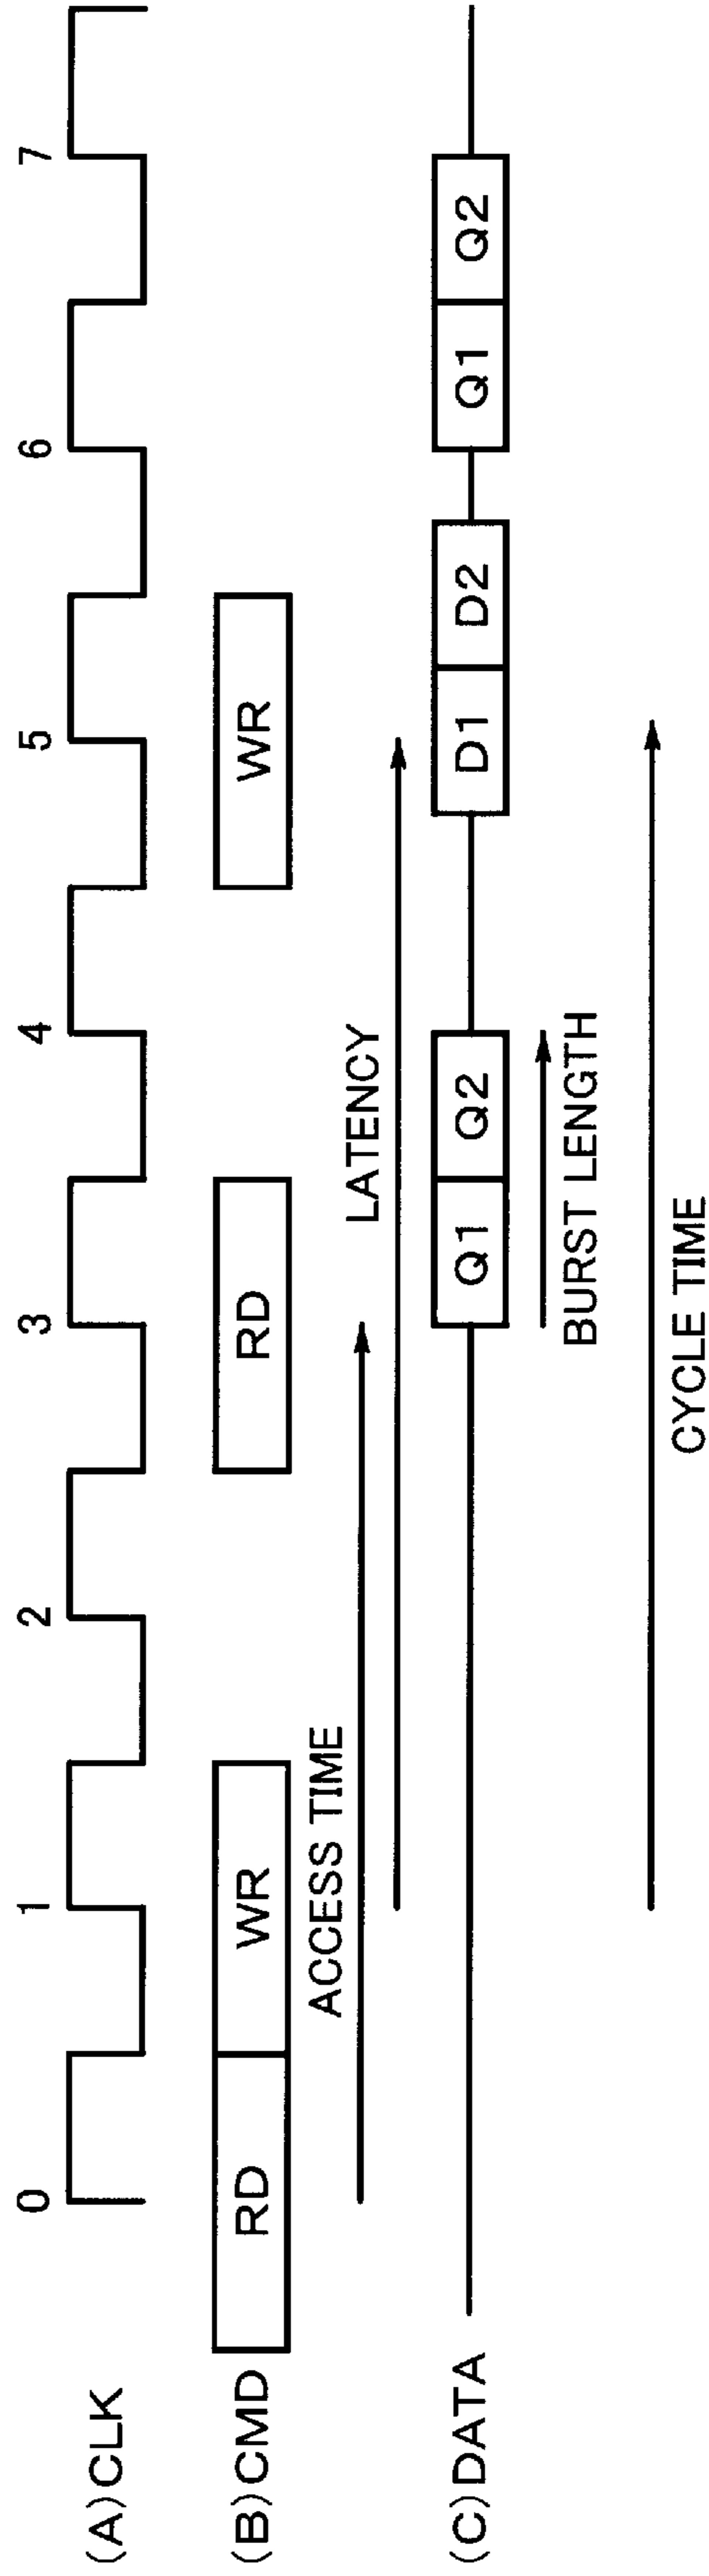 0 1 2 3 4 5 6 7
(A)CLK
(B)CMD RD WR RD WR
ACCESS TIME
LATENCY
(C)DATA Q1 Q2 D1 D2 Q1 Q2
BURST LENGTH
CYCLE TIME